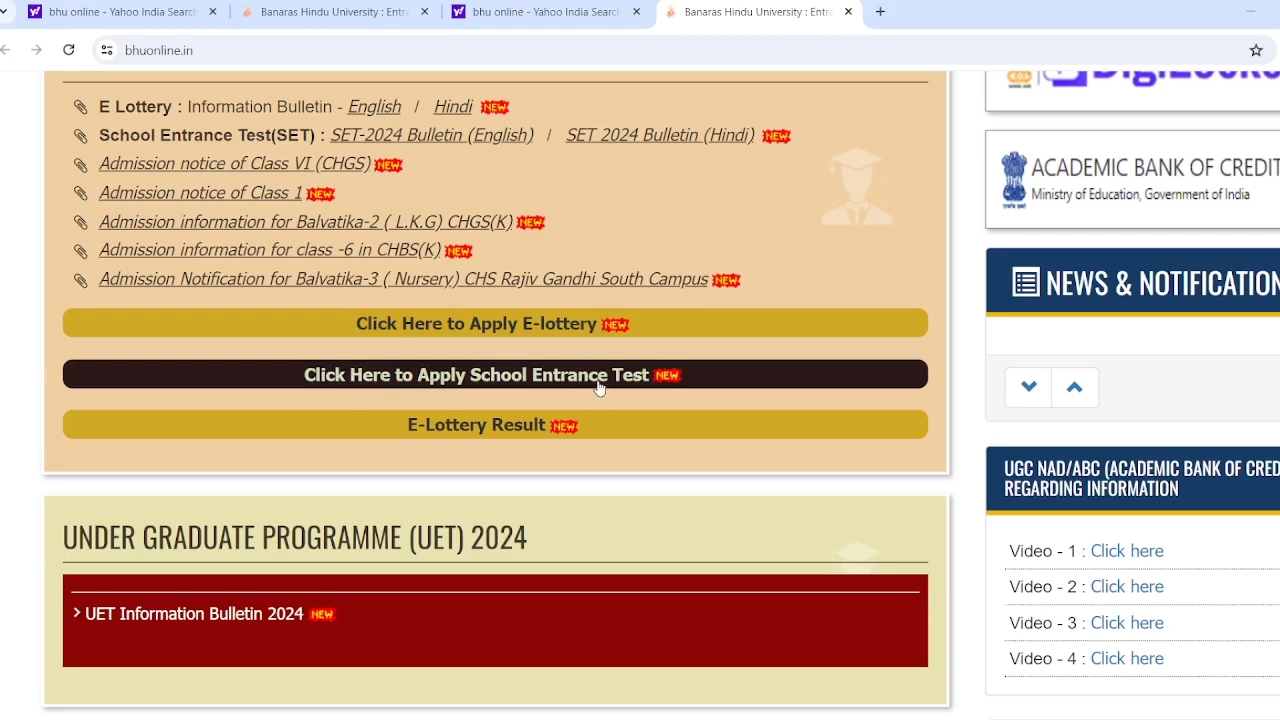 bhu online - Yahoo India Search
Banaras Hindu University : Entra
bhu online - Yahoo India Search
Banaras Hindu University : Entra
bhuonline.in
E Lottery : Information Bulletin - English / Hindi NEW
School Entrance Test(SET) : SET-2024 Bulletin (English) / SET 2024 Bulletin (Hindi) NEW
Admission notice of Class VI (CHGS) NEW
Admission notice of Class 1 NEW
Admission information for Balvatika-2 ( L.K.G) CHGS(K) NEW
Admission information for class -6 in CHBS(K) NEW
Admission Notification for Balvatika-3 ( Nursery) CHS Rajiv Gandhi South Campus NEW
Click Here to Apply E-lottery NEW
Click Here to Apply School Entrance Test NEW
E-Lottery Result NEW
UNDER GRADUATE PROGRAMME (UET) 2024
UET Information Bulletin 2024 NEW
ACADEMIC BANK OF CREDIT
Ministry of Education, Government of India
NEWS & NOTIFICATION
UGC NAD/ABC (ACADEMIC BANK OF CRED
REGARDING INFORMATION
Video - 1 : Click here
Video - 2 : Click here
Video - 3 : Click here
Video - 4 : Click here